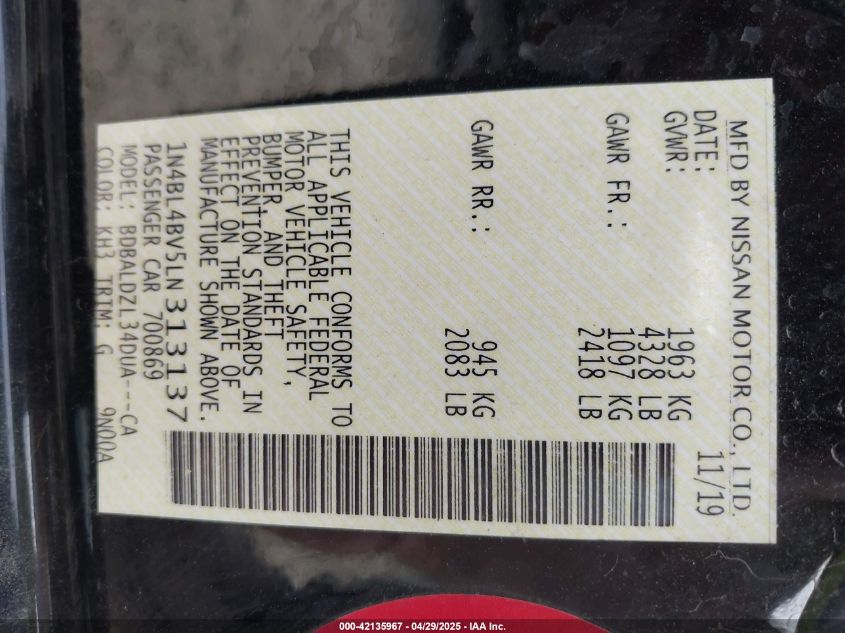 MFD BY NISSAN MOTOR CO., LTD.
DATE: 11/19
GVWR: 1963 KG
4328 LB
GAWR FR.: 1097 KG
2418 LB
GAWR RR.: 945 KG
2083 LB
THIS VEHICLE CONFORMS TO
ALL APPLICABLE FEDERAL
MOTOR VEHICLE SAFETY,
BUMPER, AND THEFT
PREVENTION STANDARDS IN
EFFECT ON THE DATE OF
MANUFACTURE SHOWN ABOVE.
1N4BL4BV5LN313137
PASSENGER CAR 700869
MODEL: BDBALDZL34DUA---CA
COLOR: KH3 TRIM: G 9N00A
000-42135967 - 04/29/2025 - IAA Inc.